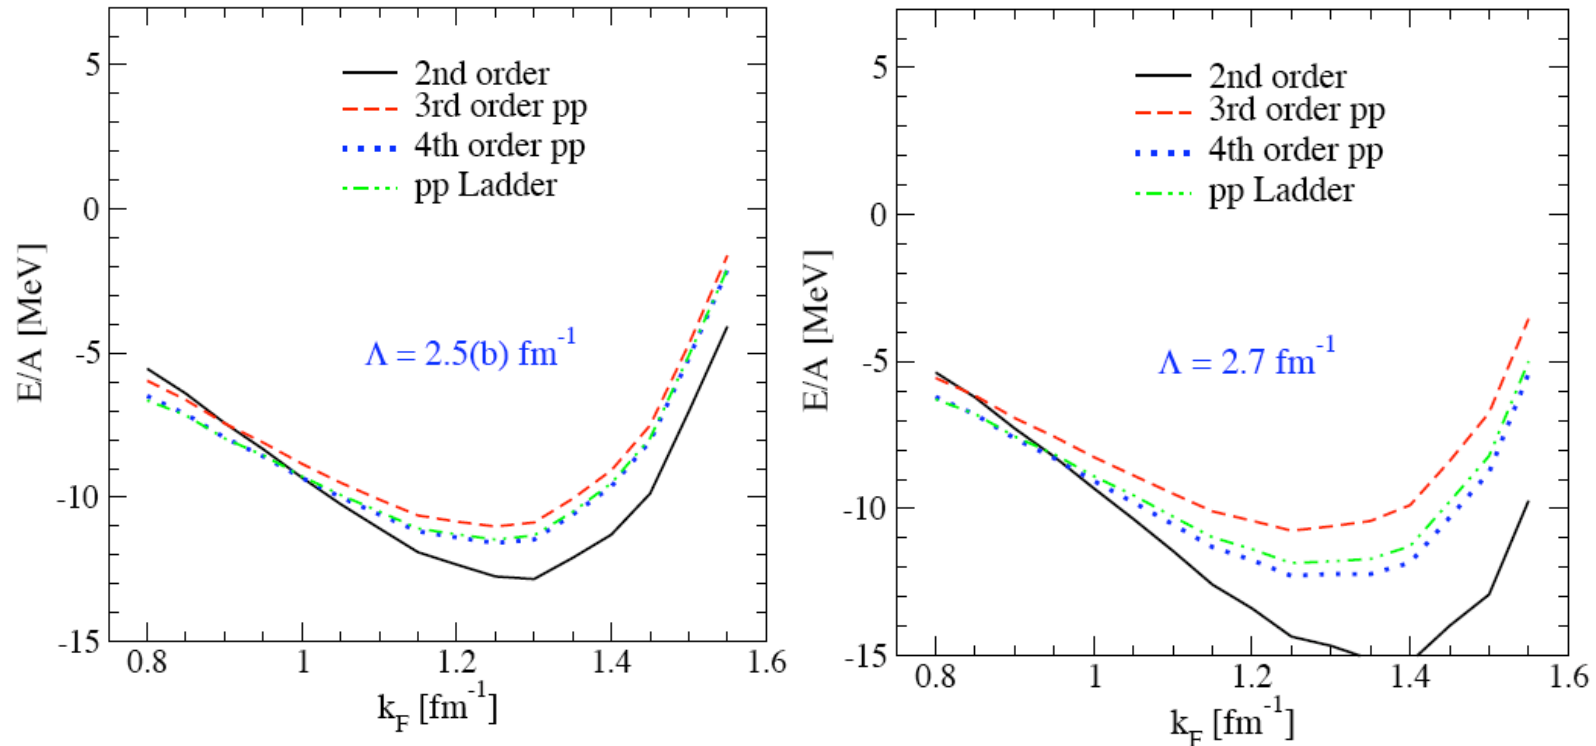 5
0
-5
-10
-15
E/A [MeV]
2nd order
3rd order pp
4th order pp
pp Ladder
Λ = 2.5(b) fm⁻¹
0.8 1 1.2 1.4 1.6
k_F [fm⁻¹]
5
0
-5
-10
-15
E/A [MeV]
2nd order
3rd order pp
4th order pp
pp Ladder
Λ = 2.7 fm⁻¹
0.8 1 1.2 1.4 1.6
k_F [fm⁻¹]